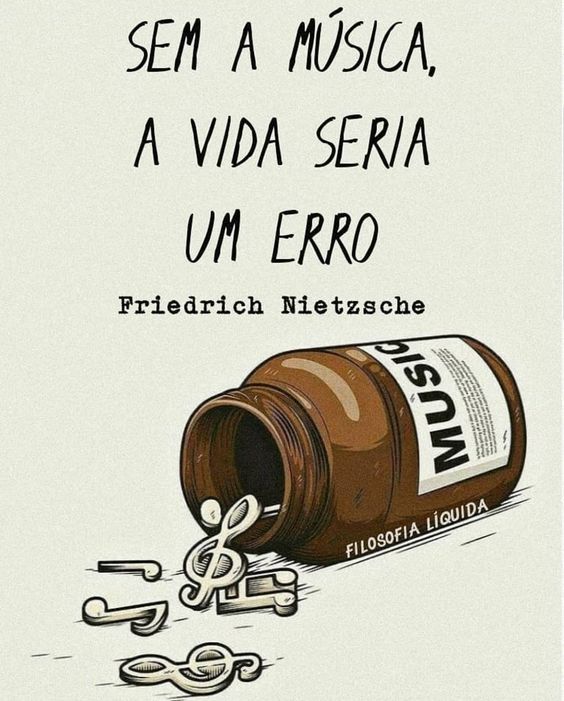 SEM A MÚSICA,
A VIDA SERIA
UM ERRO
Friedrich Nietzsche
MUSIC
FILOSOFIA LÍQUIDA